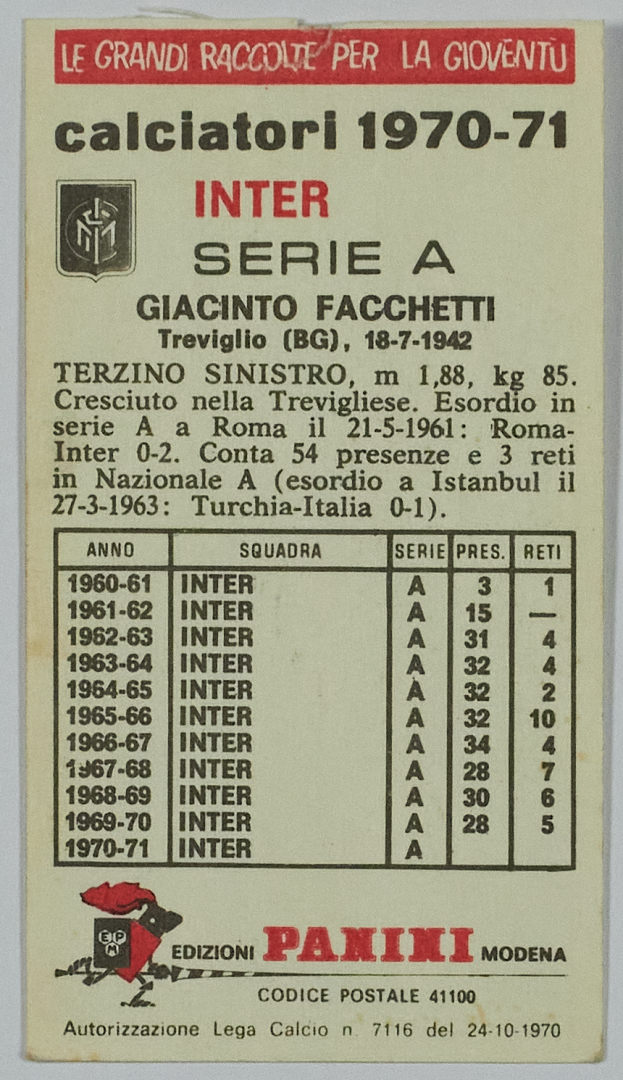 LE GRANDI RACCOLTE PER LA GIOVENTÙ
calciatori 1970-71
INTER
SERIE A
GIACINTO FACCHETTI
Treviglio (BG), 18-7-1942
TERZINO SINISTRO, m 1,88, kg 85.
Cresciuto nella Trevigliese. Esordio in
serie A a Roma il 21-5-1961: Roma-
Inter 0-2. Conta 54 presenze e 3 reti
in Nazionale A (esordio a Istanbul il
27-3-1963: Turchia-Italia 0-1).
ANNO SQUADRA SERIE PRES. RETI
1960-61 INTER A 3 1
1961-62 INTER A 15 —
1962-63 INTER A 31 4
1963-64 INTER A 32 4
1964-65 INTER A 32 2
1965-66 INTER A 32 10
1966-67 INTER A 34 4
1967-68 INTER A 28 7
1968-69 INTER A 30 6
1969-70 INTER A 28 5
1970-71 INTER A
EPM
EDIZIONI PANINI MODENA
CODICE POSTALE 41100
Autorizzazione Lega Calcio n. 7116 del 24-10-1970